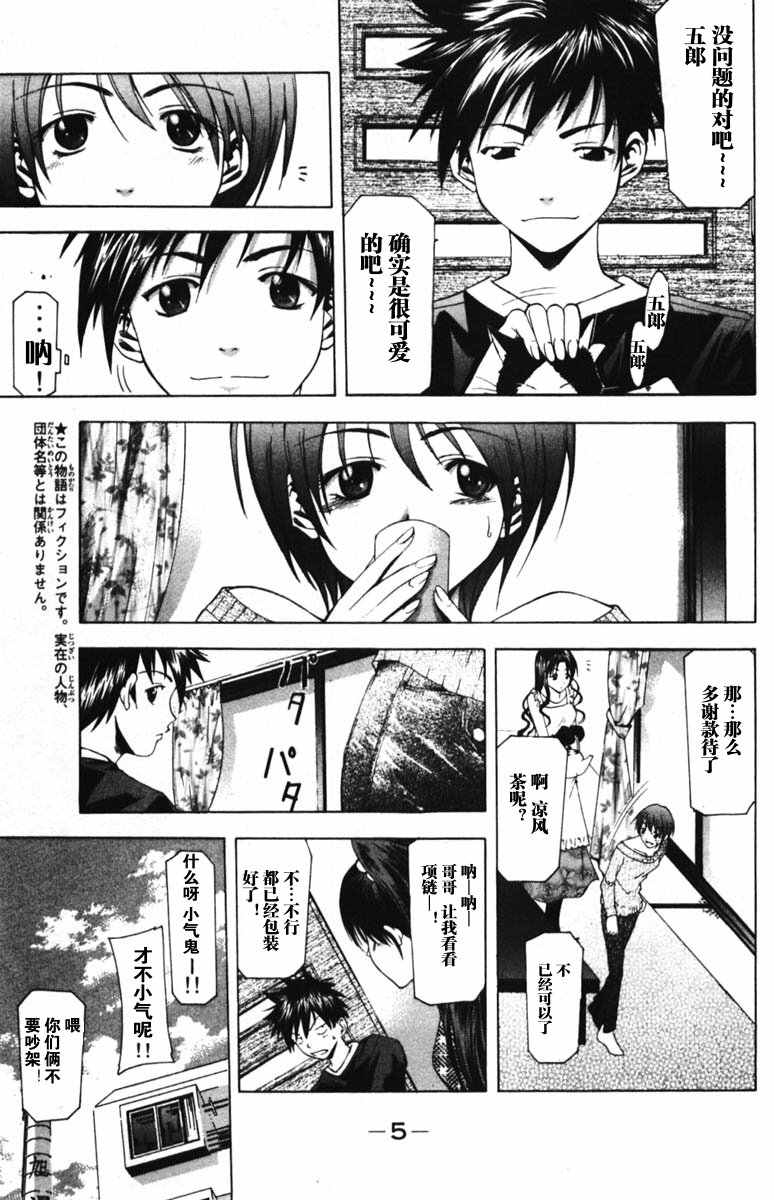 没问题的对吧~~~
五郎
确实是很可爱
的吧~~~
五郎
五郎
…呐!
★この物語はフィクションです。実在の人物、
団体名等とは関係ありません。
パタ
パタ
那…那么
多谢款待了
啊 凉风
茶呢?
不
已经可以了
呐—呐—
哥哥 让我看看
项链—!
不…不行
都已经包装
好了!
什么呀 小气鬼
—!!
才不小气呢!!
喂
你们俩不
要吵架!
—5—